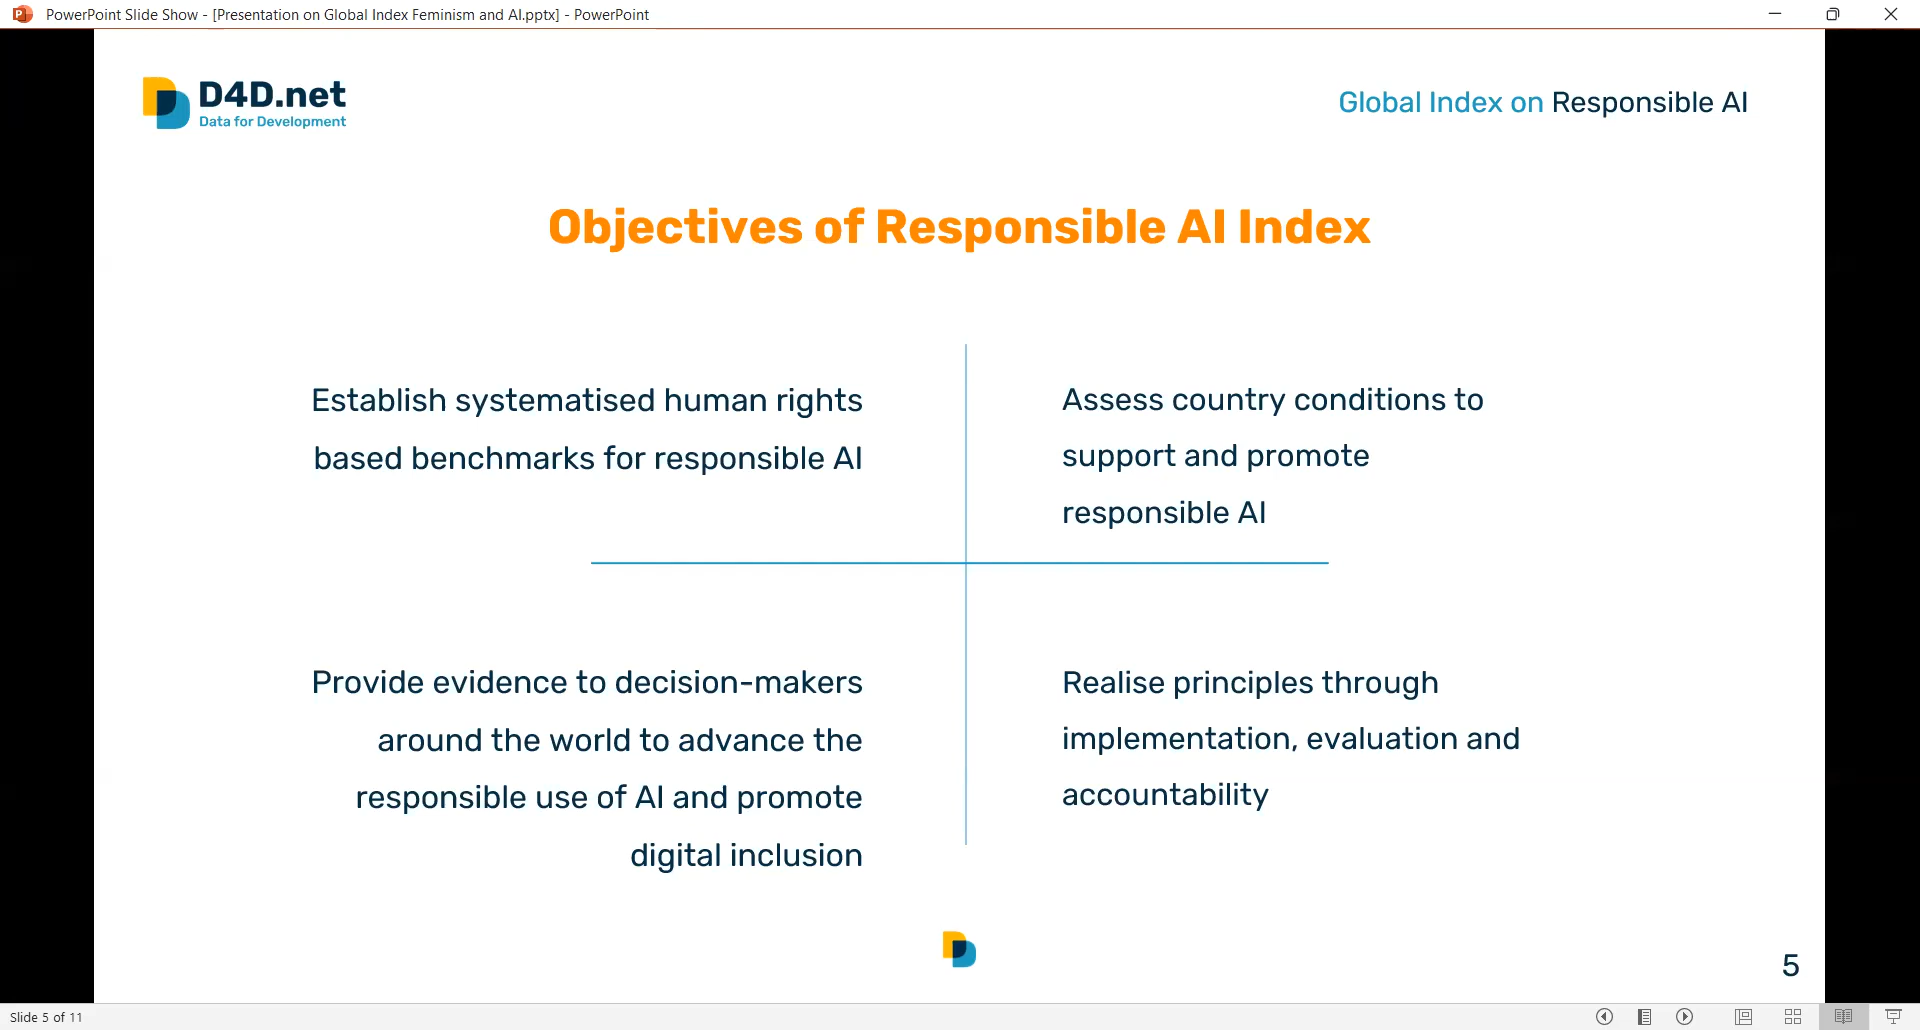 PowerPoint Slide Show - [Presentation on Global Index Feminism and AI.pptx] - PowerPoint
D4D.net
Data for Development
Global Index on Responsible AI
Objectives of Responsible AI Index
Establish systematised human rights
based benchmarks for responsible AI
Assess country conditions to
support and promote
responsible AI
Provide evidence to decision-makers
around the world to advance the
responsible use of AI and promote
digital inclusion
Realise principles through
implementation, evaluation and
accountability
5
Slide 5 of 11